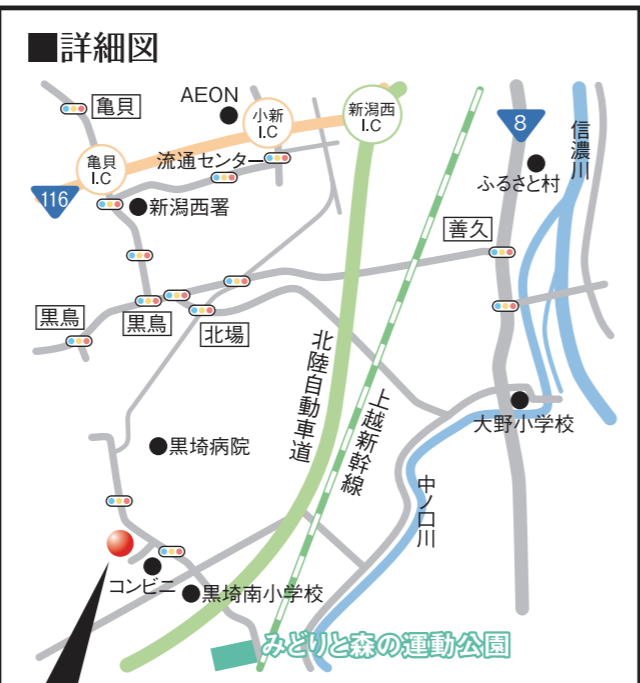 ■詳細図
亀貝
AEON
小新
I.C
新潟西
I.C
8
信濃川
亀貝
I.C
流通センター
ふるさと村
116
新潟西署
善久
黒鳥
黒鳥
北場
北陸自動車道
上越新幹線
大野小学校
黒埼病院
中ノ口川
コンビニ
黒埼南小学校
みどりと森の運動公園